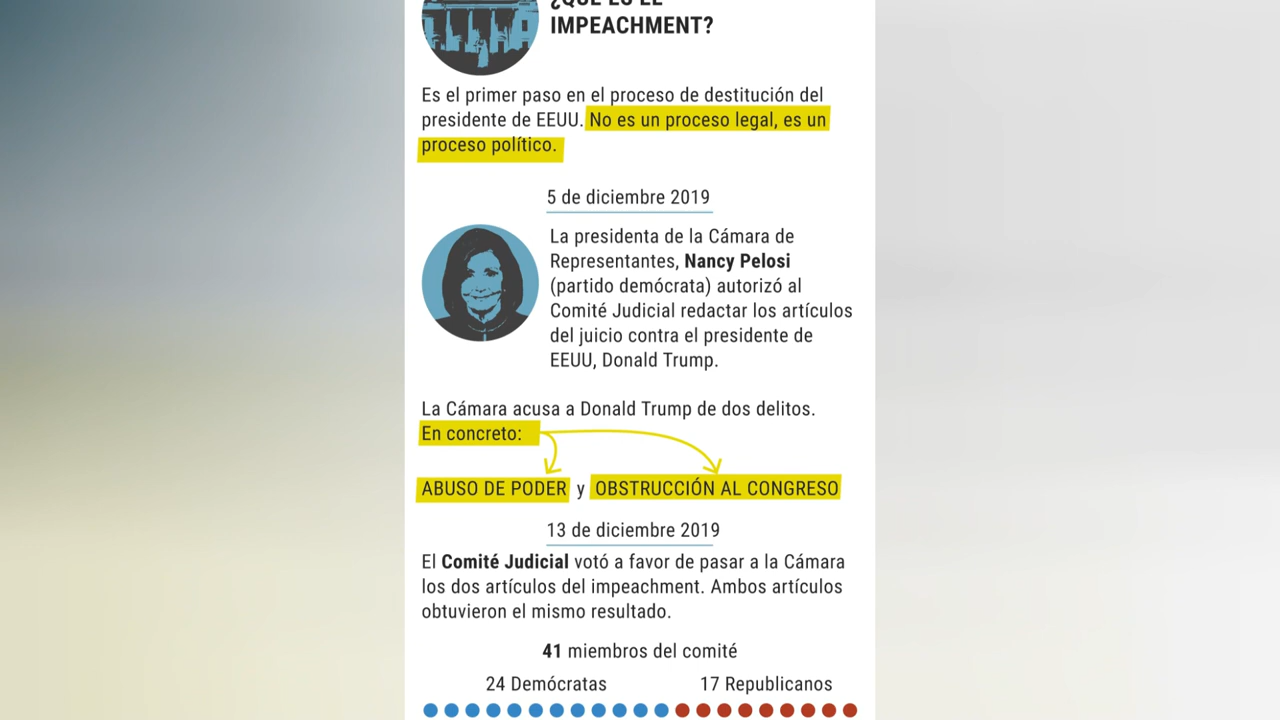 ¿QUÉ ES EL
IMPEACHMENT?
Es el primer paso en el proceso de destitución del
presidente de EEUU. No es un proceso legal, es un
proceso político.
5 de diciembre 2019
La presidenta de la Cámara de
Representantes, Nancy Pelosi
(partido demócrata) autorizó al
Comité Judicial redactar los artículos
del juicio contra el presidente de
EEUU, Donald Trump.
La Cámara acusa a Donald Trump de dos delitos.
En concreto:
ABUSO DE PODER y OBSTRUCCIÓN AL CONGRESO
13 de diciembre 2019
El Comité Judicial votó a favor de pasar a la Cámara
los dos artículos del impeachment. Ambos artículos
obtuvieron el mismo resultado.
41 miembros del comité
24 Demócratas 17 Republicanos